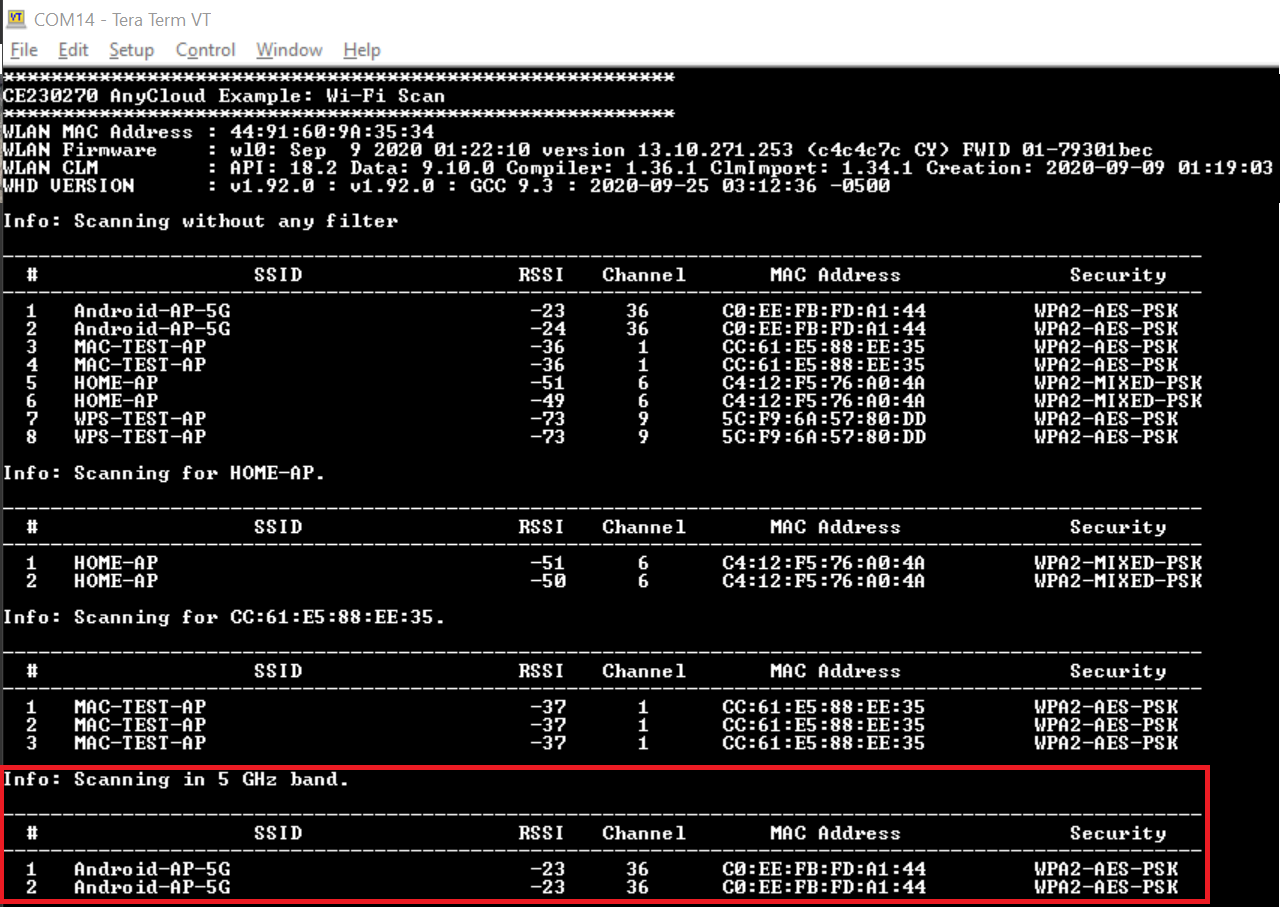 COM14 - Tera Term VT
File Edit Setup Control Window Help
********************************************************
CE230270 AnyCloud Example: Wi-Fi Scan
********************************************************
WLAN MAC Address : 44:91:60:9A:35:34
WLAN Firmware : wl0: Sep 9 2020 01:22:10 version 13.10.271.253 (c4c4c7c CY) FWID 01-79301bec
WLAN CLM : API: 18.2 Data: 9.10.0 Compiler: 1.36.1 ClmImport: 1.34.1 Creation: 2020-09-09 01:19:03
WHD VERSION : v1.92.0 : v1.92.0 : GCC 9.3 : 2020-09-25 03:12:36 -0500
Info: Scanning without any filter
----------------------------------------------------------------------------------------------------
# SSID RSSI Channel MAC Address Security
----------------------------------------------------------------------------------------------------
1 Android-AP-5G -23 36 C0:EE:FB:FD:A1:44 WPA2-AES-PSK
2 Android-AP-5G -24 36 C0:EE:FB:FD:A1:44 WPA2-AES-PSK
3 MAC-TEST-AP -36 1 CC:61:E5:88:EE:35 WPA2-AES-PSK
4 MAC-TEST-AP -36 1 CC:61:E5:88:EE:35 WPA2-AES-PSK
5 HOME-AP -51 6 C4:12:F5:76:A0:4A WPA2-MIXED-PSK
6 HOME-AP -49 6 C4:12:F5:76:A0:4A WPA2-MIXED-PSK
7 WPS-TEST-AP -73 9 5C:F9:6A:57:80:DD WPA2-AES-PSK
8 WPS-TEST-AP -73 9 5C:F9:6A:57:80:DD WPA2-AES-PSK
Info: Scanning for HOME-AP.
----------------------------------------------------------------------------------------------------
# SSID RSSI Channel MAC Address Security
----------------------------------------------------------------------------------------------------
1 HOME-AP -51 6 C4:12:F5:76:A0:4A WPA2-MIXED-PSK
2 HOME-AP -50 6 C4:12:F5:76:A0:4A WPA2-MIXED-PSK
Info: Scanning for CC:61:E5:88:EE:35.
----------------------------------------------------------------------------------------------------
# SSID RSSI Channel MAC Address Security
----------------------------------------------------------------------------------------------------
1 MAC-TEST-AP -37 1 CC:61:E5:88:EE:35 WPA2-AES-PSK
2 MAC-TEST-AP -37 1 CC:61:E5:88:EE:35 WPA2-AES-PSK
3 MAC-TEST-AP -37 1 CC:61:E5:88:EE:35 WPA2-AES-PSK
Info: Scanning in 5 GHz band.
----------------------------------------------------------------------------------------------------
# SSID RSSI Channel MAC Address Security
----------------------------------------------------------------------------------------------------
1 Android-AP-5G -23 36 C0:EE:FB:FD:A1:44 WPA2-AES-PSK
2 Android-AP-5G -23 36 C0:EE:FB:FD:A1:44 WPA2-AES-PSK